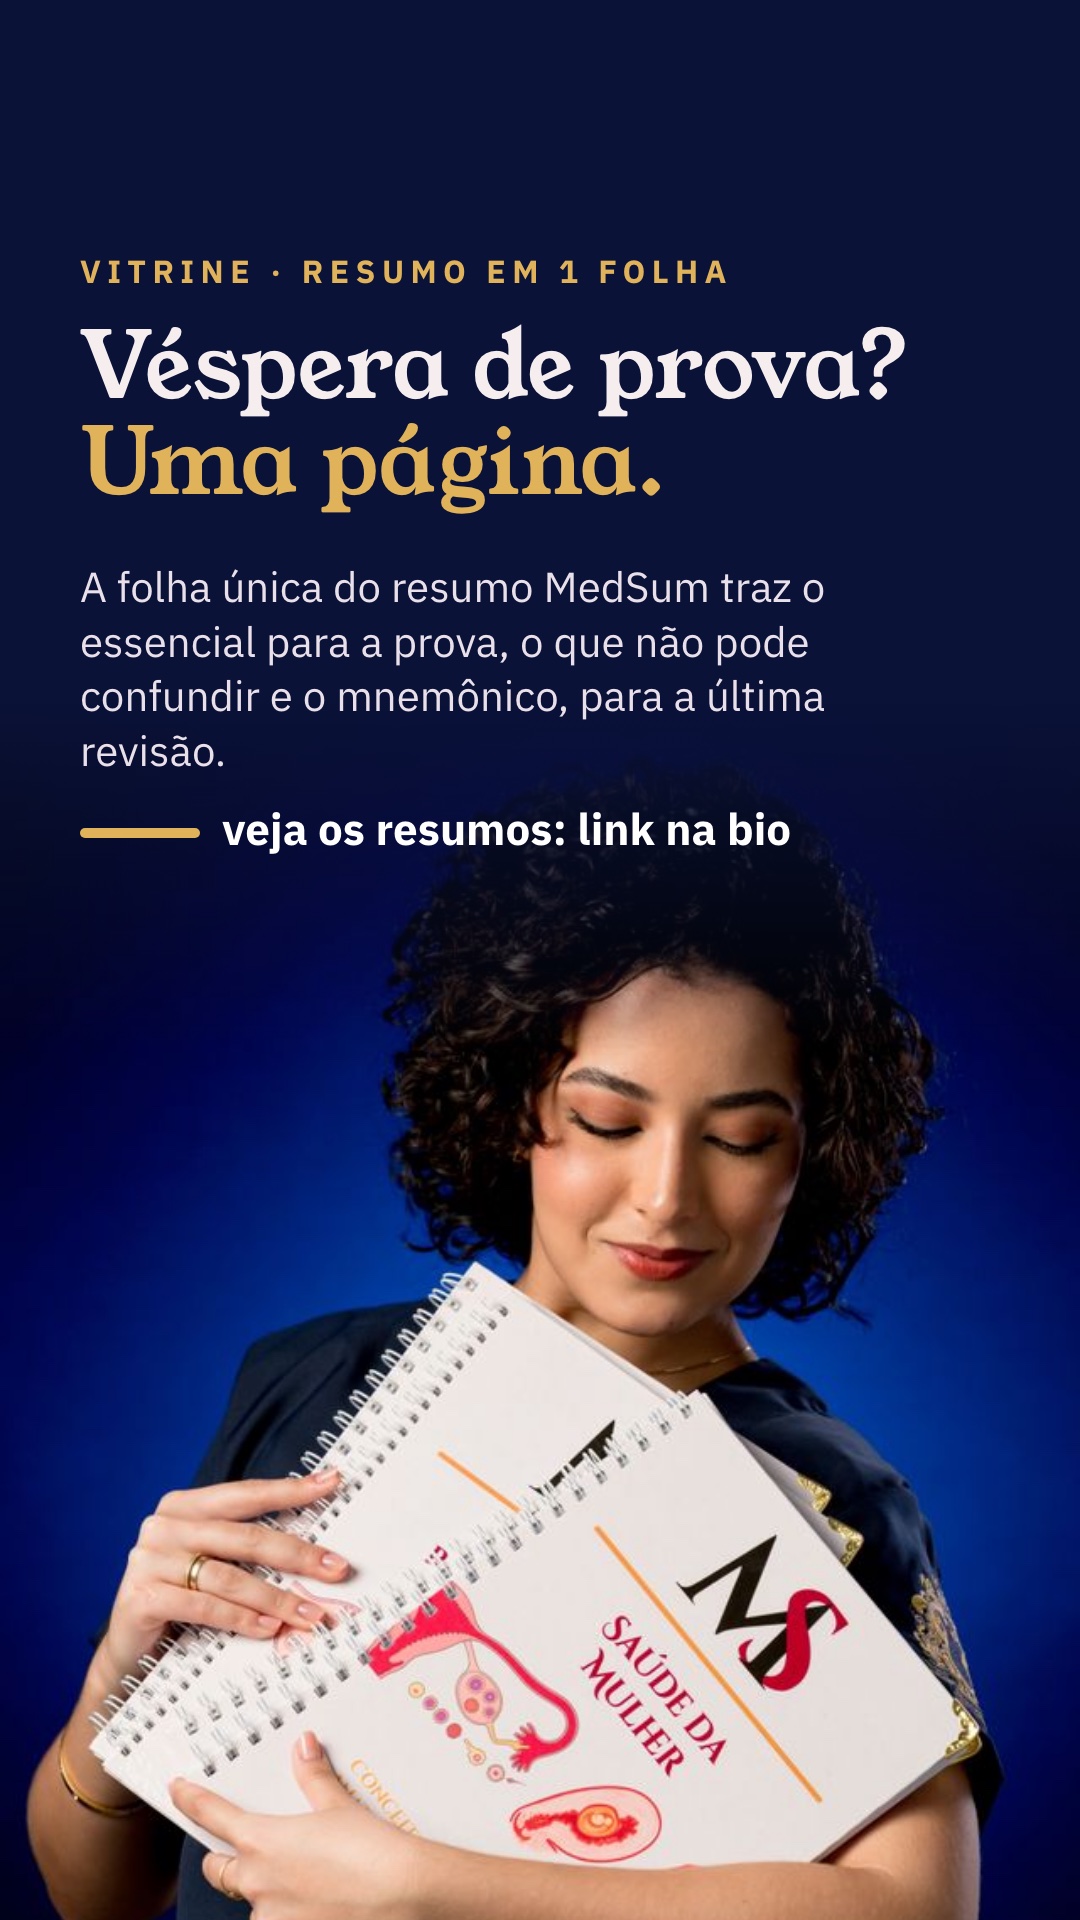 VITRINE · RESUMO EM 1 FOLHA
Véspera de prova?
Uma página.
A folha única do resumo MedSum traz o
essencial para a prova, o que não pode
confundir e o mnemônico, para a última
revisão.
veja os resumos: link na bio
MS
SAÚDE DA
MULHER